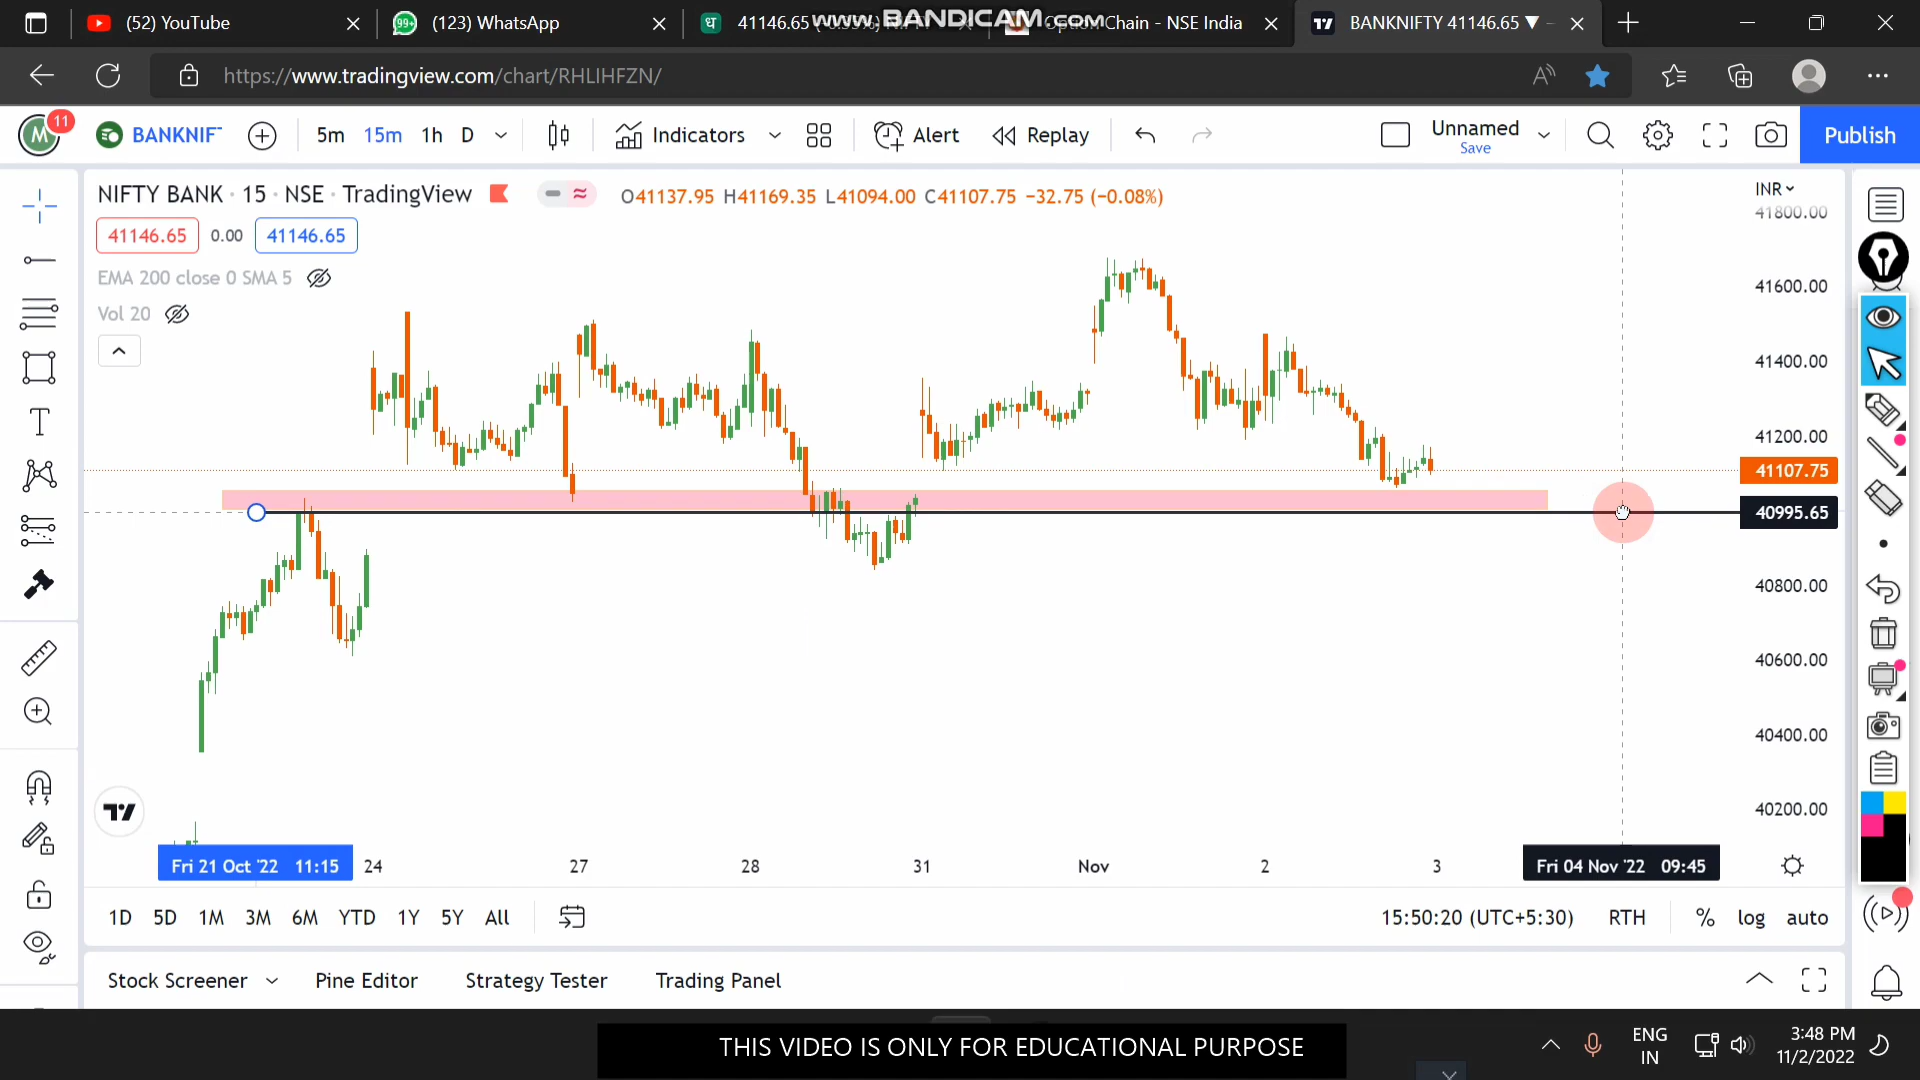 (52) YouTube
99+
(123) WhatsApp
41146.65
www.BANDICAM.com
Chain - NSE India
BANKNIFTY 41146.65 ▼
https://www.tradingview.com/chart/RHLIHFZN/
M
11
BANKNIF
5m 15m 1h D
Indicators
Alert
Replay
Unnamed
Save
Publish
NIFTY BANK · 15 · NSE · TradingView
O41137.95 H41169.35 L41094.00 C41107.75 −32.75 (−0.08%)
INR
41800.00
41146.65 0.00 41146.65
EMA 200 close 0 SMA 5
Vol 20
41600.00
41400.00
41200.00
41107.75
40995.65
40800.00
40600.00
40400.00
40200.00
Fri 21 Oct '22 11:15 24 27 28 31 Nov 2 3 Fri 04 Nov '22 09:45
1D 5D 1M 3M 6M YTD 1Y 5Y All
15:50:20 (UTC+5:30) RTH % log auto
Stock Screener Pine Editor Strategy Tester Trading Panel
THIS VIDEO IS ONLY FOR EDUCATIONAL PURPOSE
ENG
IN
3:48 PM
11/2/2022